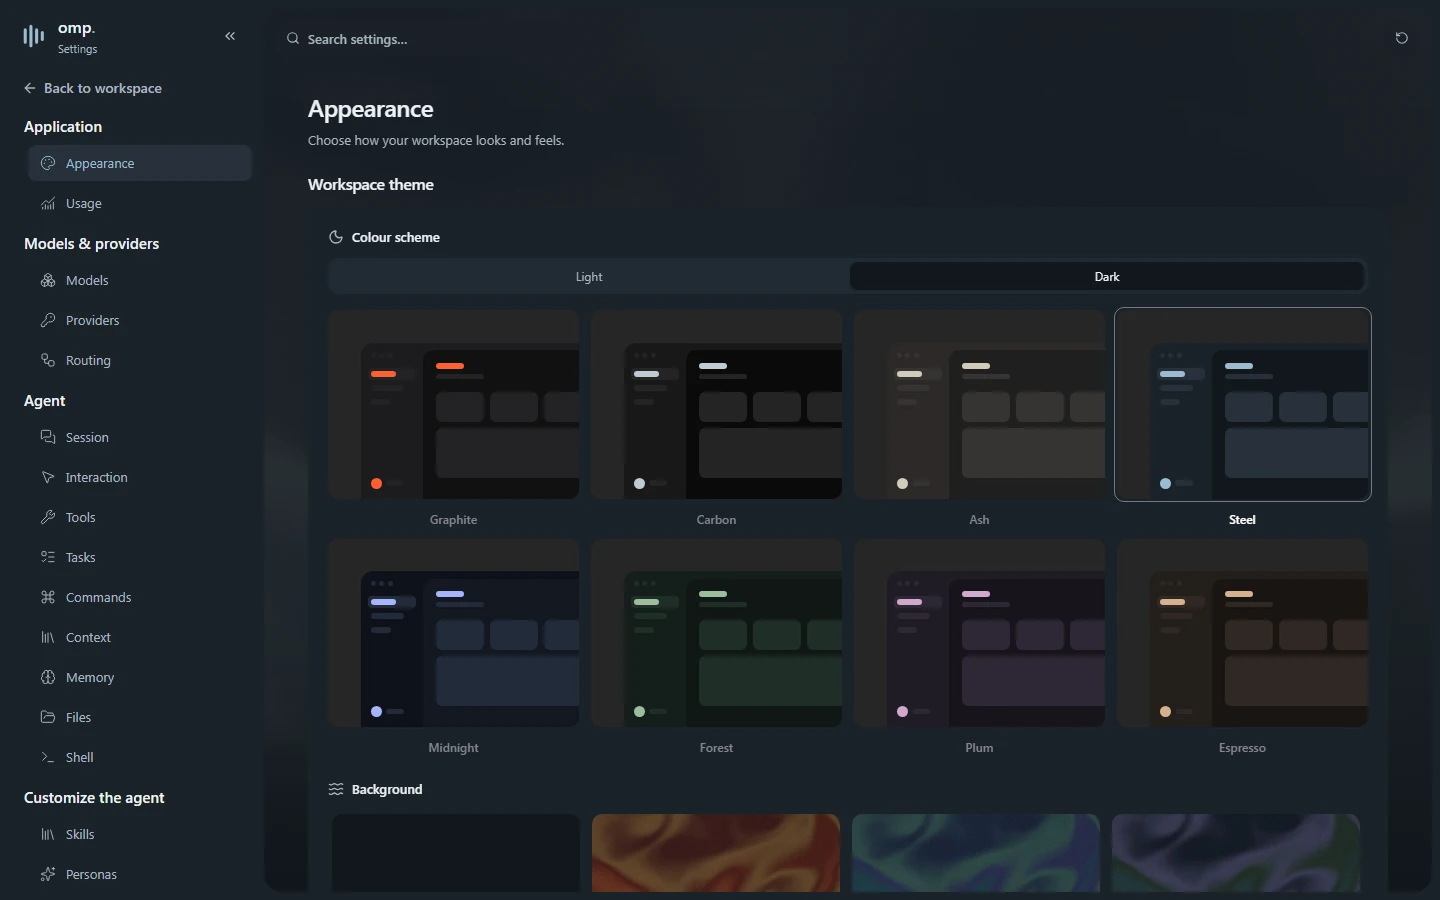 omp.
Settings
Back to workspace
Application
Appearance
Usage
Models & providers
Models
Providers
Routing
Agent
Session
Interaction
Tools
Tasks
Commands
Context
Memory
Files
Shell
Customize the agent
Skills
Personas
Search settings...
Appearance
Choose how your workspace looks and feels.
Workspace theme
Colour scheme
Light
Dark
Graphite
Carbon
Ash
Steel
Midnight
Forest
Plum
Espresso
Background